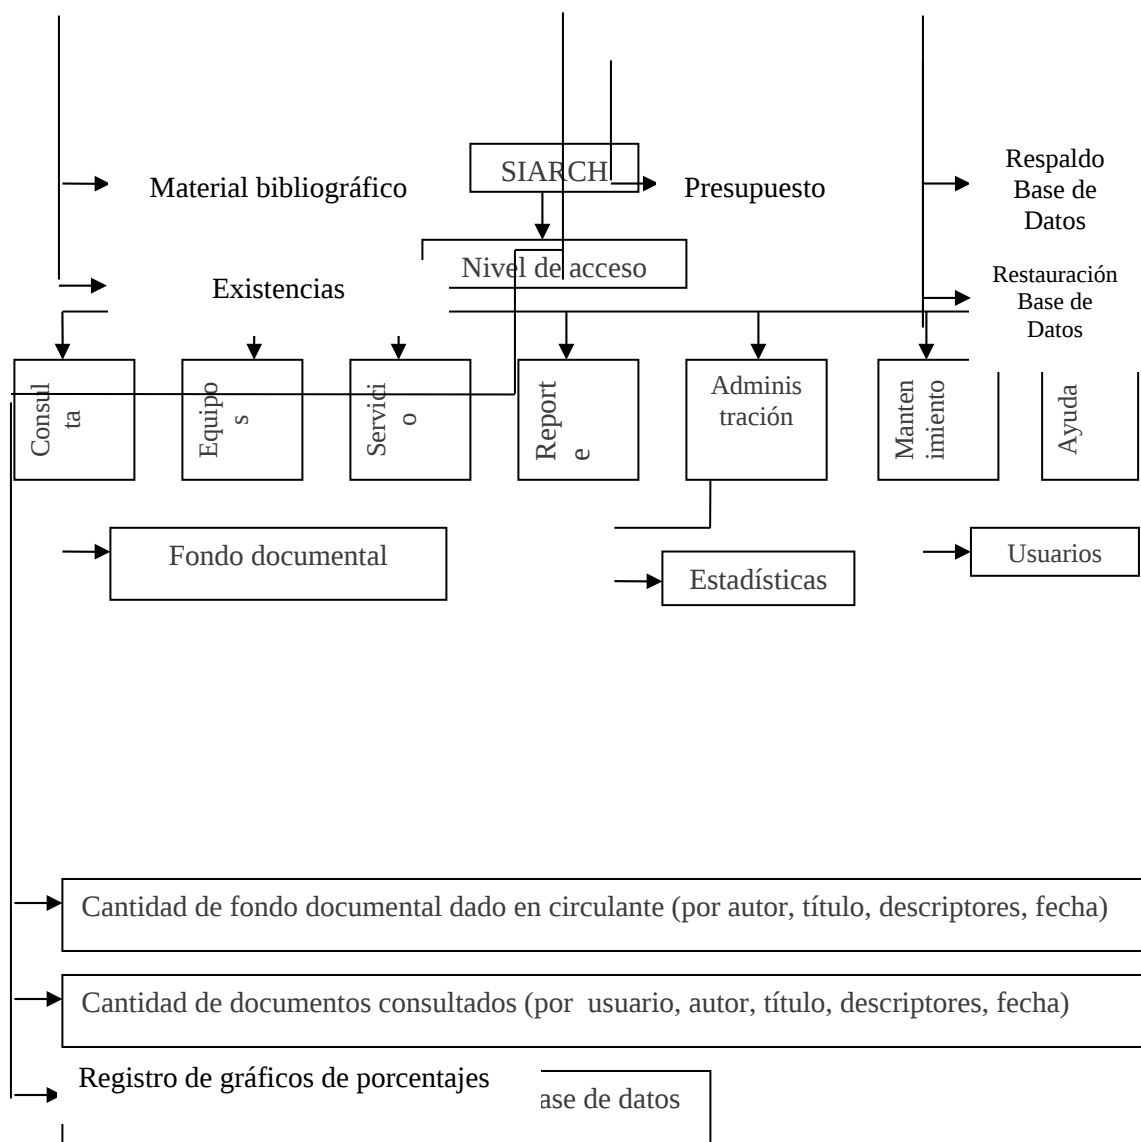 SIARCH
Material bibliográfico
Presupuesto
Respaldo
Base de
Datos
Nivel de acceso
Existencias
Restauración
Base de
Datos
Consul
ta
Equipo
s
Servici
o
Report
e
Adminis
tración
Manten
imiento
Ayuda
Fondo documental
Estadísticas
Usuarios
Cantidad de fondo documental dado en circulante (por autor, título, descriptores, fecha)
Cantidad de documentos consultados (por  usuario, autor, título, descriptores, fecha)
Registro de gráficos de porcentajes
ase de datos